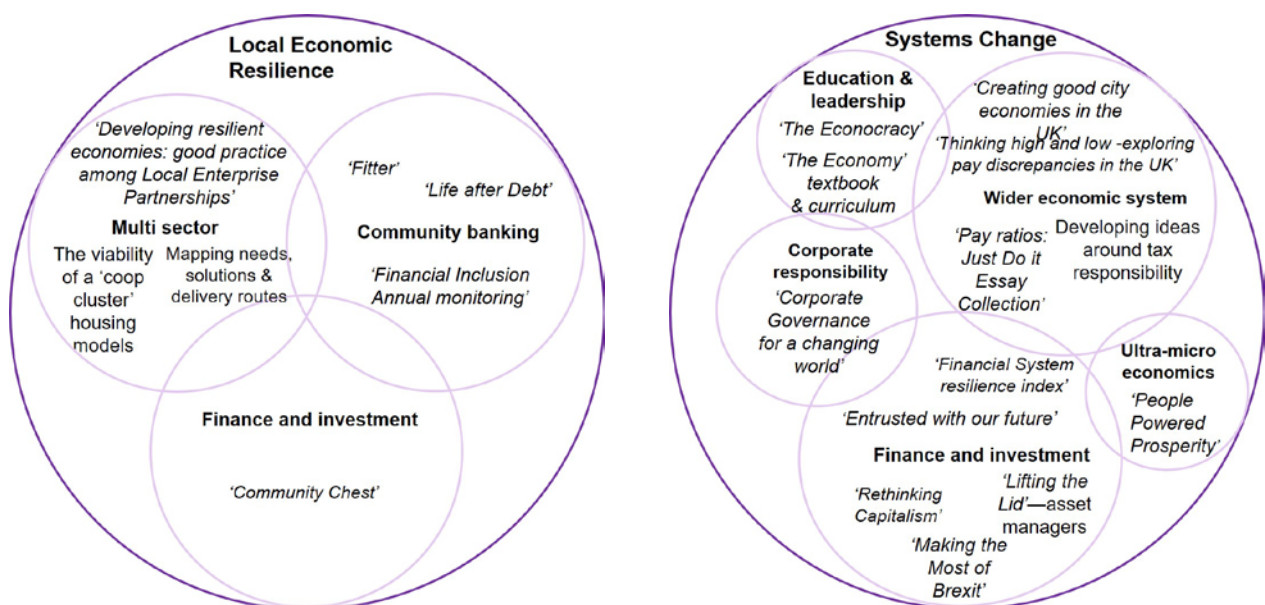 Local Economic
Resilience
‘Developing resilient
economies: good practice
among Local Enterprise
Partnerships’
Multi sector
The viability
of a ‘coop
cluster’
housing
models
Mapping needs,
solutions &
delivery routes
‘Fitter’
‘Life after Debt’
Community banking
‘Financial Inclusion
Annual monitoring’
Finance and investment
‘Community Chest’
Systems Change
Education &
leadership
‘The Econocracy’
‘The Economy’
textbook
& curriculum
‘Creating good city
economies in the
UK’
‘Thinking high and low -exploring
pay discrepancies in the UK’
Wider economic system
‘Pay ratios:
Just Do it
Essay
Collection’
Developing ideas
around tax
responsibility
Corporate
responsibility
‘Corporate
Governance
for a changing
world’
Ultra-micro
economics
‘People
Powered
Prosperity’
‘Financial System
resilience index’
‘Entrusted with our future’
Finance and investment
‘Rethinking
Capitalism’
‘Lifting the
Lid’—asset
managers
‘Making the
Most of
Brexit’